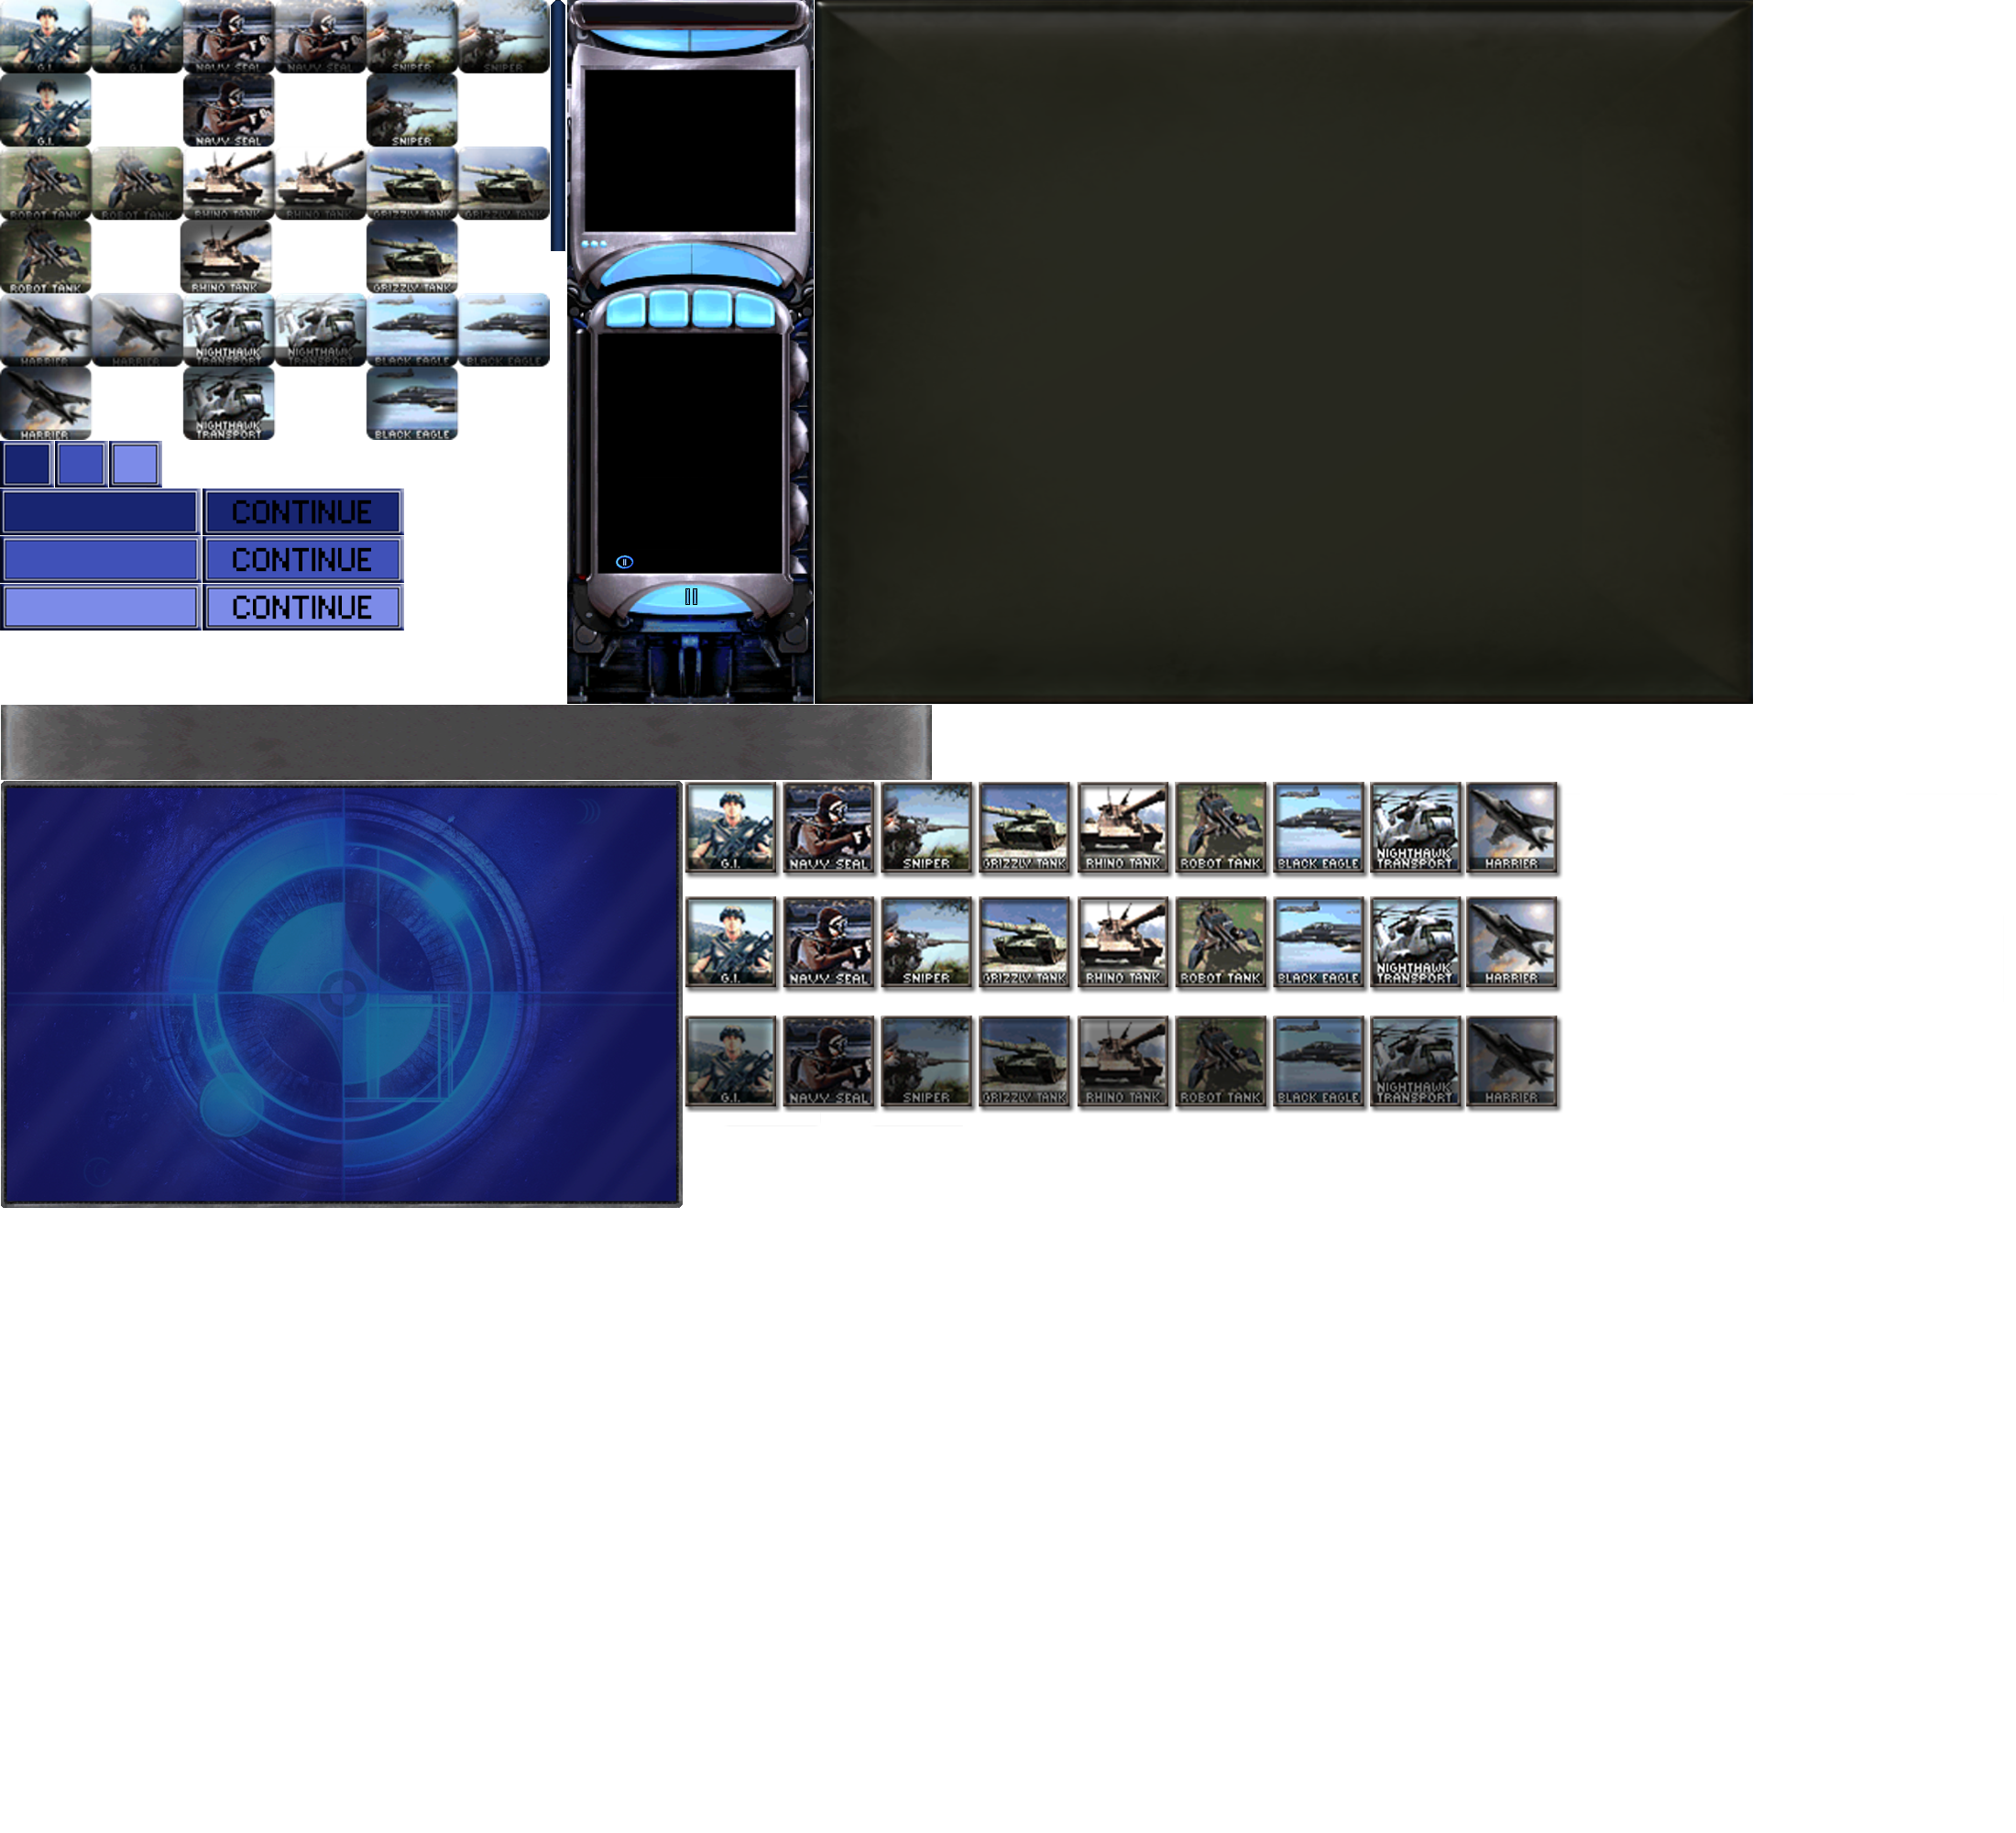 G.I. G.I. NAVY SEAL NAVY SEAL SNIPER SNIPER
G.I. NAVY SEAL SNIPER
ROBOT TANK ROBOT TANK RHINO TANK RHINO TANK GRIZZLY TANK GRIZZLY TANK
ROBOT TANK RHINO TANK GRIZZLY TANK
HARRIER HARRIER NIGHTHAWK TRANSPORT NIGHTHAWK TRANSPORT BLACK EAGLE BLACK EAGLE
HARRIER NIGHTHAWK TRANSPORT BLACK EAGLE
CONTINUE
CONTINUE
CONTINUE
G.I. NAVY SEAL SNIPER GRIZZLY TANK RHINO TANK ROBOT TANK BLACK EAGLE NIGHTHAWK TRANSPORT HARRIER
G.I. NAVY SEAL SNIPER GRIZZLY TANK RHINO TANK ROBOT TANK BLACK EAGLE NIGHTHAWK TRANSPORT HARRIER
G.I. NAVY SEAL SNIPER GRIZZLY TANK RHINO TANK ROBOT TANK BLACK EAGLE NIGHTHAWK TRANSPORT HARRIER